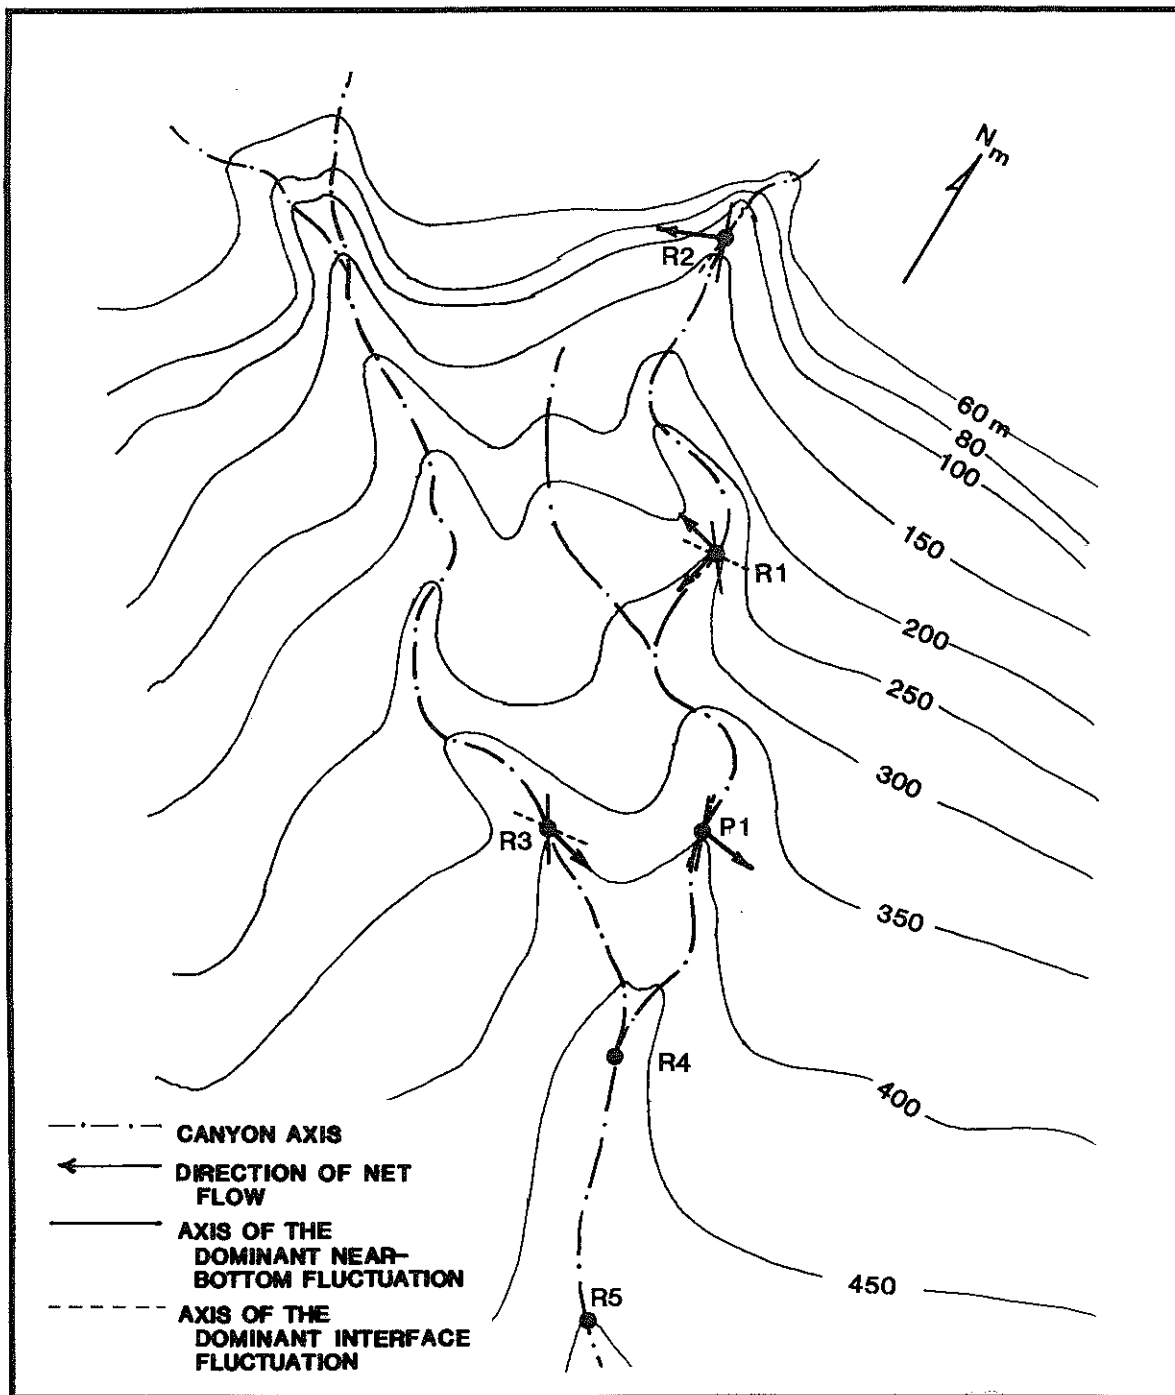 Nm
R2
60 m
80
100
150
R1
200
250
300
R3
P1
350
R4
400
CANYON AXIS
DIRECTION OF NET
FLOW
AXIS OF THE
DOMINANT NEAR-
BOTTOM FLUCTUATION
450
R5
AXIS OF THE
DOMINANT INTERFACE
FLUCTUATION